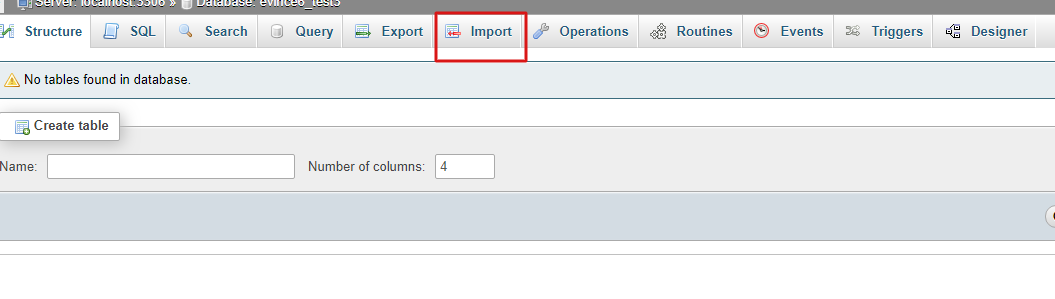 Server: localhost:3306 » Database: evince6_test3
Structure SQL Search Query Export Import Operations Routines Events Triggers Designer
No tables found in database.
Create table
Name: Number of columns: 4